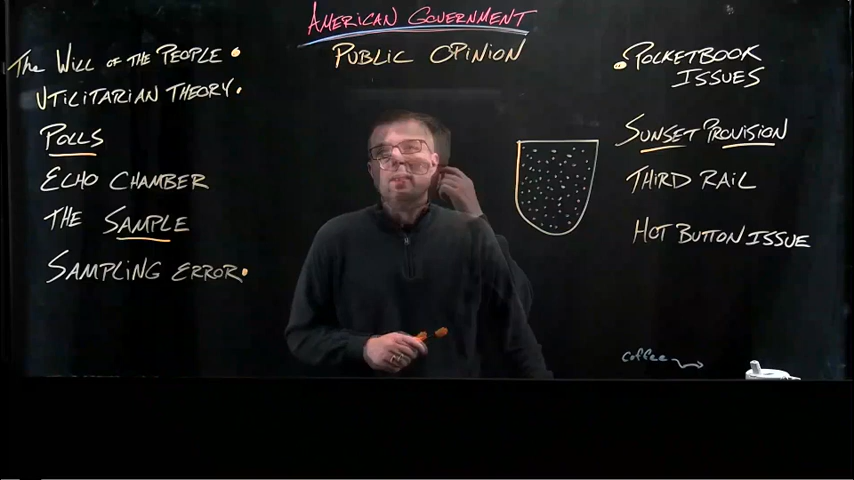 AMERICAN GOVERNMENT
PUBLIC OPINION
The WILL OF THE PEOPLE
UTILITARIAN THEORY
POLLS
ECHO CHAMBER
THE SAMPLE
SAMPLING ERROR
POCKETBOOK
ISSUES
SUNSET PROVISION
THIRD RAIL
HOT BUTTON ISSUE
coffee